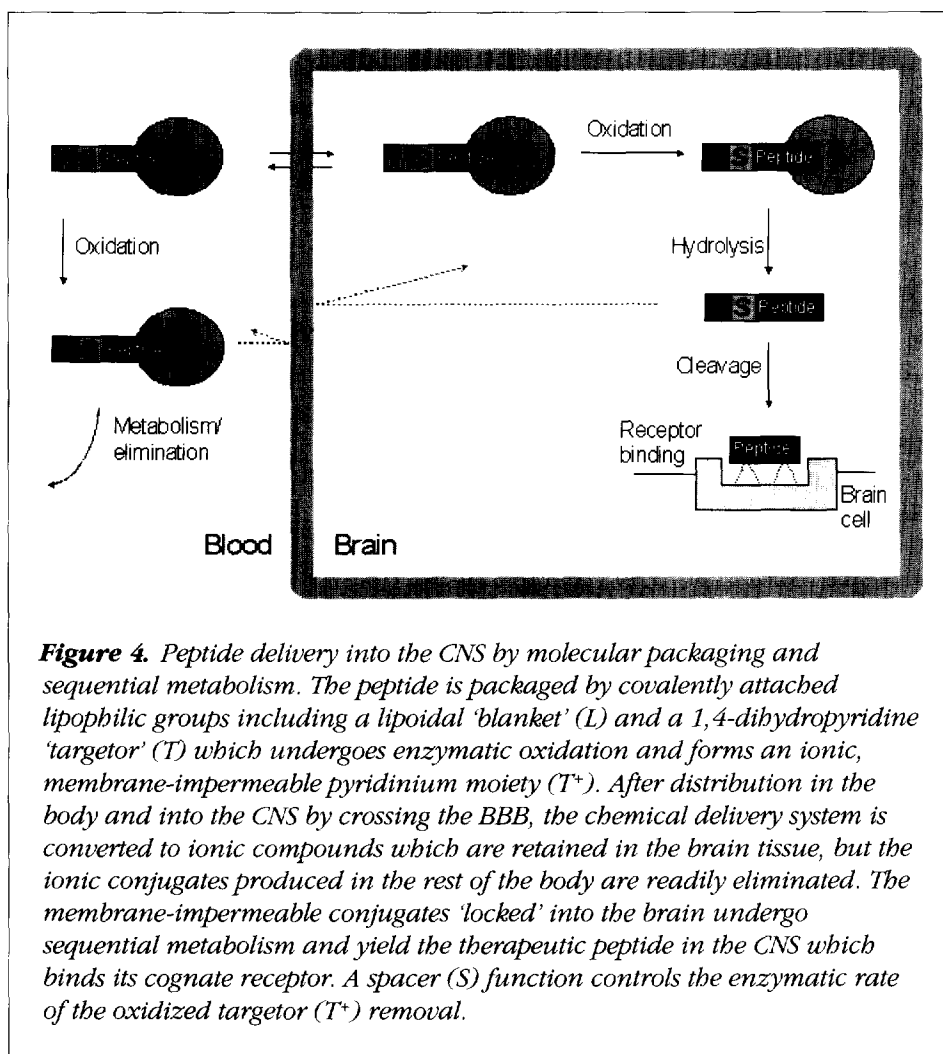 Oxidation
S Peptide
Oxidation
Hydrolysis
S Peptide
Cleavage
Metabolism/
elimination
Receptor
binding
Peptide
Brain
cell
Blood
Brain
Figure 4. Peptide delivery into the CNS by molecular packaging and
sequential metabolism. The peptide is packaged by covalently attached
lipophilic groups including a lipoidal ‘blanket’ (L) and a 1,4-dihydropyridine
‘targetor’ (T) which undergoes enzymatic oxidation and forms an ionic,
membrane-impermeable pyridinium moiety (T⁺). After distribution in the
body and into the CNS by crossing the BBB, the chemical delivery system is
converted to ionic compounds which are retained in the brain tissue, but the
ionic conjugates produced in the rest of the body are readily eliminated. The
membrane-impermeable conjugates ‘locked’ into the brain undergo
sequential metabolism and yield the therapeutic peptide in the CNS which
binds its cognate receptor. A spacer (S) function controls the enzymatic rate
of the oxidized targetor (T⁺) removal.